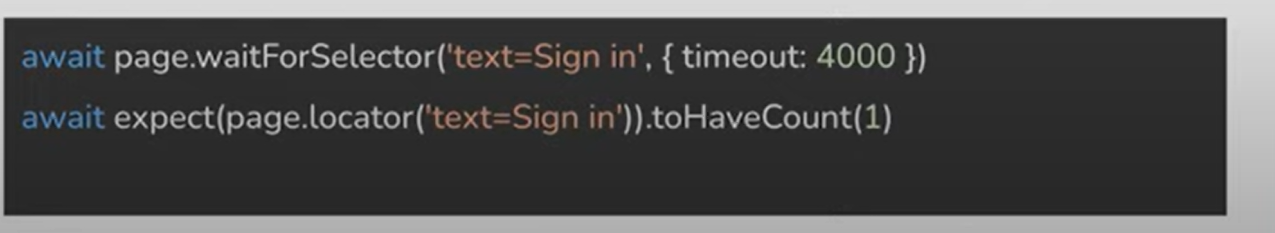 await page.waitForSelector('text=Sign in', { timeout: 4000 })
await expect(page.locator('text=Sign in')).toHaveCount(1)